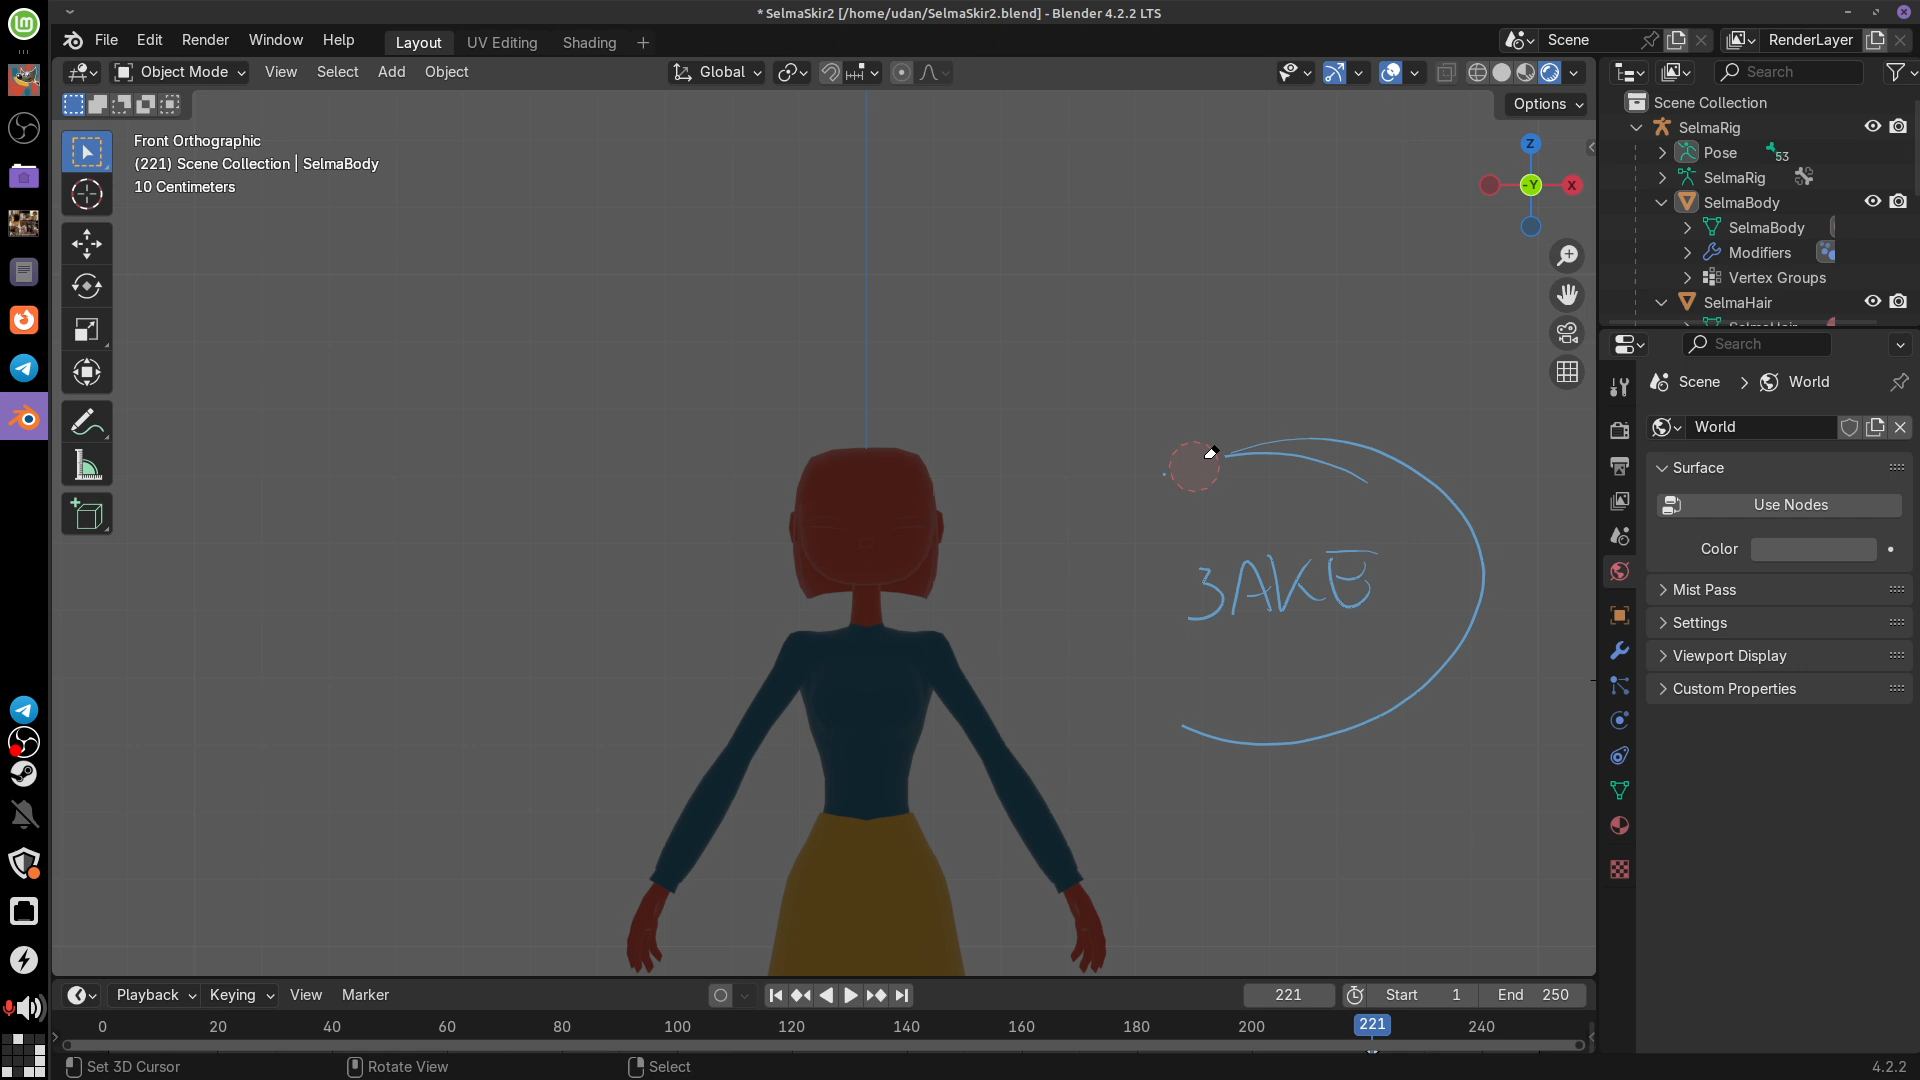 * SelmaSkir2 [/home/udan/SelmaSkir2.blend] - Blender 4.2.2 LTS
File Edit Render Window Help Layout UV Editing Shading + Scene RenderLayer
Object Mode View Select Add Object Global Search
Options
Front Orthographic
(221) Scene Collection | SelmaBody
10 Centimeters
Z
-Y X
Scene Collection
SelmaRig
Pose 53
SelmaRig
SelmaBody
SelmaBody
Modifiers
Vertex Groups
SelmaHair
SelmaHair
Search
Scene > World
World
Surface
Use Nodes
Color
Mist Pass
Settings
Viewport Display
Custom Properties
Playback Keying View Marker 221 Start 1 End 250
0 20 40 60 80 100 120 140 160 180 200 221 240
Set 3D Cursor Rotate View Select 4.2.2